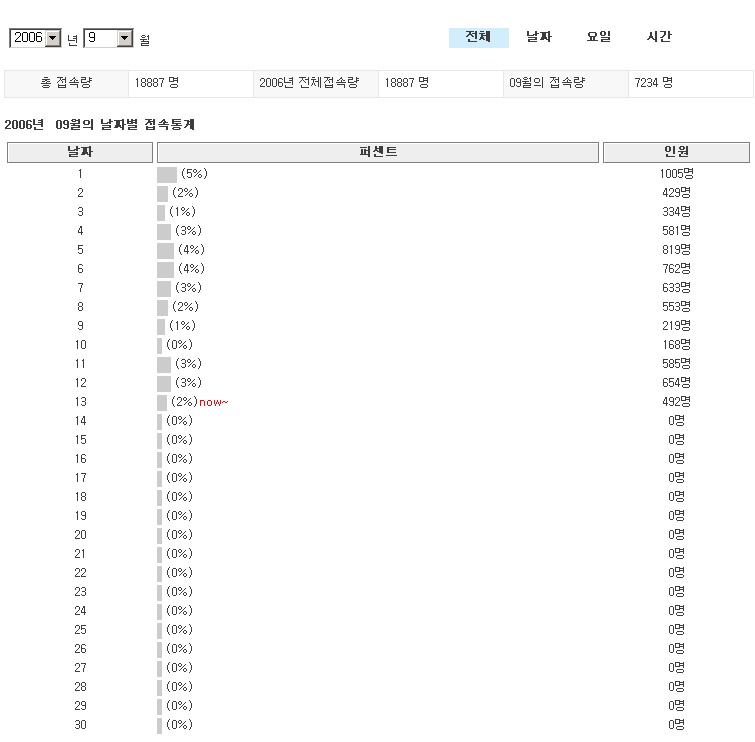 2006 년 9 월 전체 날짜 요일 시간
총 접속량 18887 명 2006년 전체접속량 18887 명 09월의 접속량 7234 명
2006년 09월의 날짜별 접속통계
날짜 퍼센트 인원
1 (5%) 1005명
2 (2%) 429명
3 (1%) 334명
4 (3%) 581명
5 (4%) 819명
6 (4%) 762명
7 (3%) 633명
8 (2%) 553명
9 (1%) 219명
10 (0%) 168명
11 (3%) 585명
12 (3%) 654명
13 (2%)now~ 492명
14 (0%) 0명
15 (0%) 0명
16 (0%) 0명
17 (0%) 0명
18 (0%) 0명
19 (0%) 0명
20 (0%) 0명
21 (0%) 0명
22 (0%) 0명
23 (0%) 0명
24 (0%) 0명
25 (0%) 0명
26 (0%) 0명
27 (0%) 0명
28 (0%) 0명
29 (0%) 0명
30 (0%) 0명